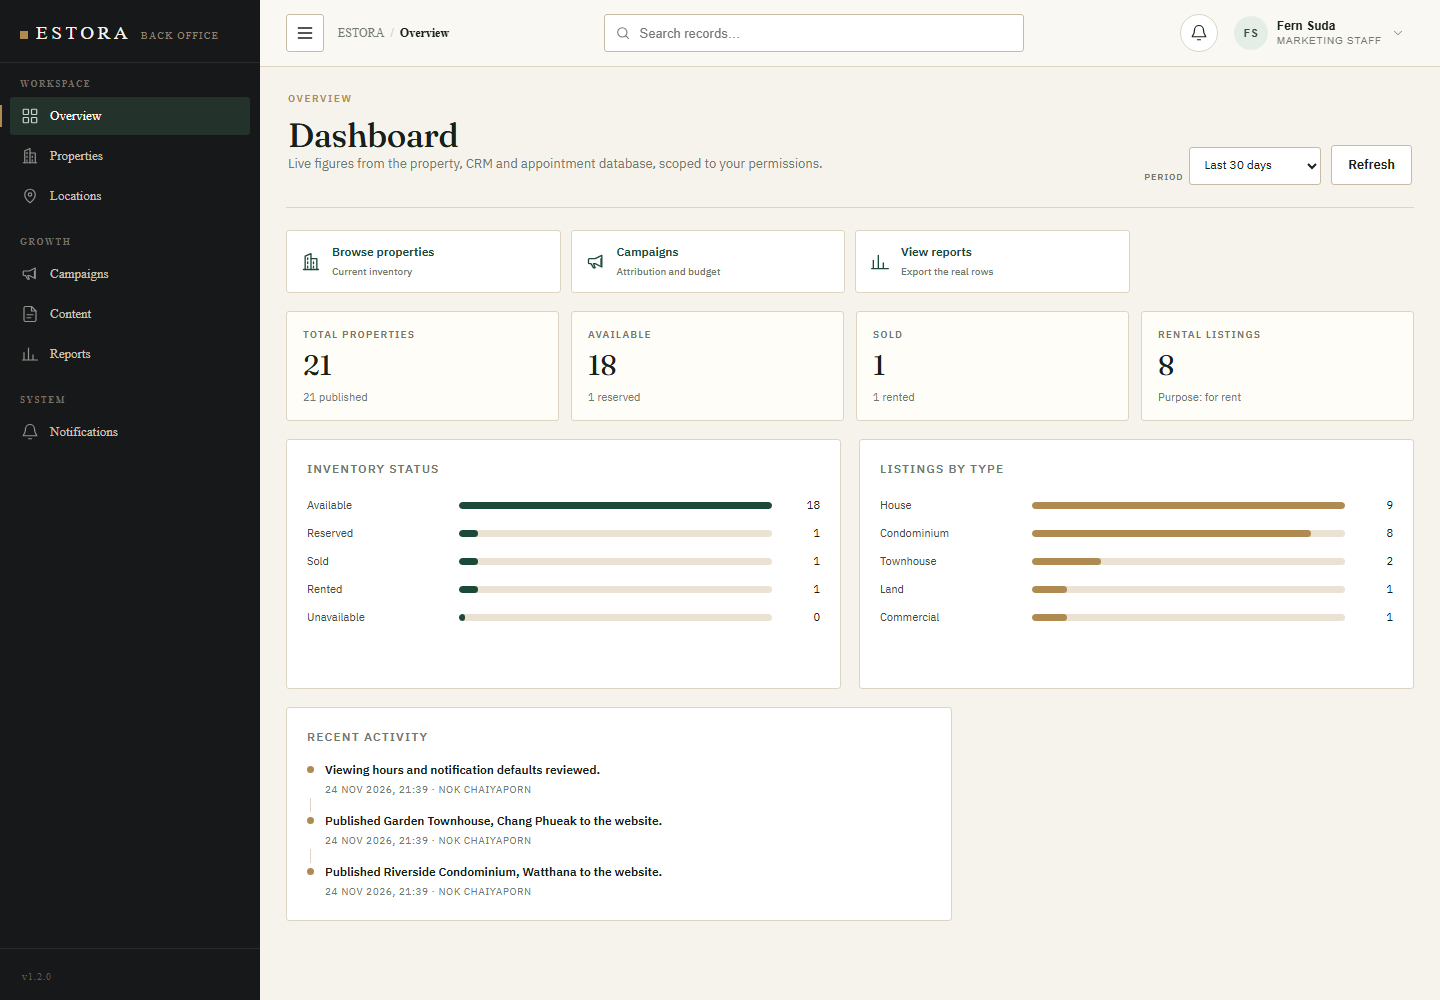 ESTORA BACK OFFICE
WORKSPACE
Overview
Properties
Locations
GROWTH
Campaigns
Content
Reports
SYSTEM
Notifications
v1.2.0
ESTORA / Overview
Search records...
FS
Fern Suda
MARKETING STAFF
OVERVIEW
Dashboard
Live figures from the property, CRM and appointment database, scoped to your permissions.
PERIOD
Last 30 days
Refresh
Browse properties
Current inventory
Campaigns
Attribution and budget
View reports
Export the real rows
TOTAL PROPERTIES
21
21 published
AVAILABLE
18
1 reserved
SOLD
1
1 rented
RENTAL LISTINGS
8
Purpose: for rent
INVENTORY STATUS
Available 18
Reserved 1
Sold 1
Rented 1
Unavailable 0
LISTINGS BY TYPE
House 9
Condominium 8
Townhouse 2
Land 1
Commercial 1
RECENT ACTIVITY
Viewing hours and notification defaults reviewed.
24 NOV 2026, 21:39 · NOK CHAIYAPORN
Published Garden Townhouse, Chang Phueak to the website.
24 NOV 2026, 21:39 · NOK CHAIYAPORN
Published Riverside Condominium, Watthana to the website.
24 NOV 2026, 21:39 · NOK CHAIYAPORN